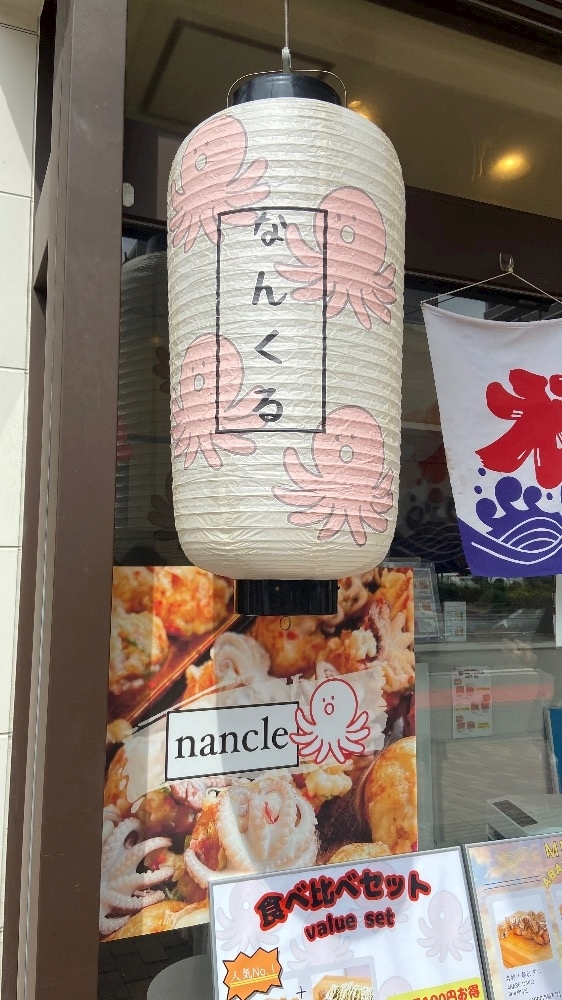 なんくる
氷
nancle
食べ比べセット
value set
人気No.1